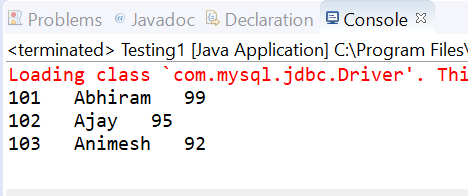 Problems @ Javadoc Declaration Console
<terminated> Testing1 [Java Application] C:\Program Files\
Loading class `com.mysql.jdbc.Driver'. Thi
101 Abhiram 99
102 Ajay 95
103 Animesh 92